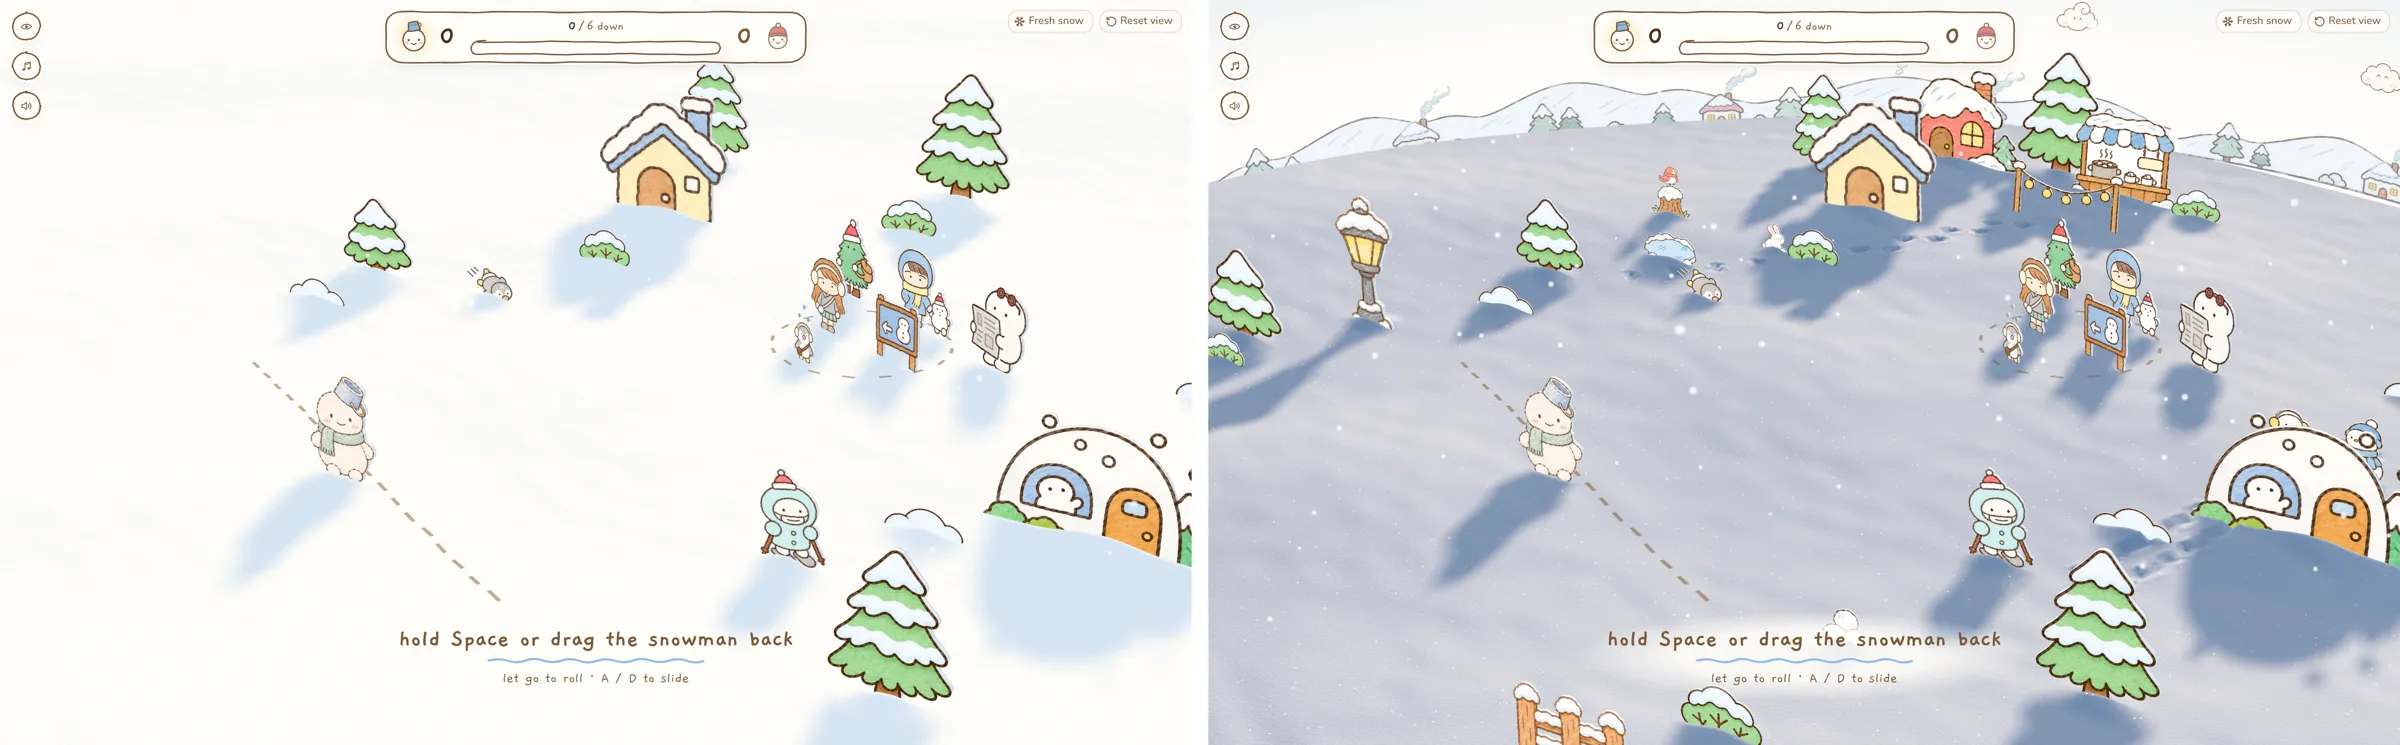 0
0 / 6 down
0
Fresh snow
Reset view
hold Space or drag the snowman back
let go to roll · A / D to slide
0
0 / 6 down
0
Fresh snow
Reset view
hold Space or drag the snowman back
let go to roll · A / D to slide